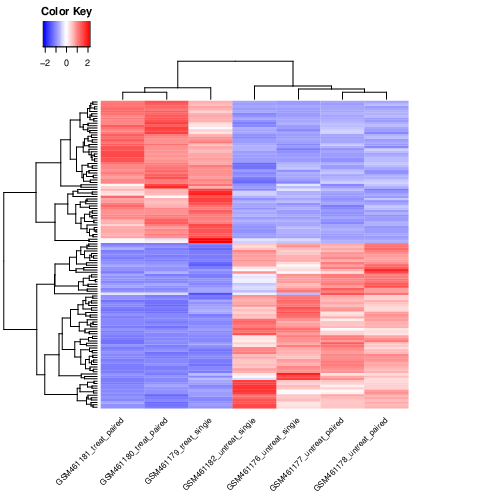 Color Key
−2 0 2
GSM461181_treat_paired
GSM461180_treat_paired
GSM461179_treat_single
GSM461182_untreat_single
GSM461176_untreat_single
GSM461177_untreat_paired
GSM461178_untreat_paired